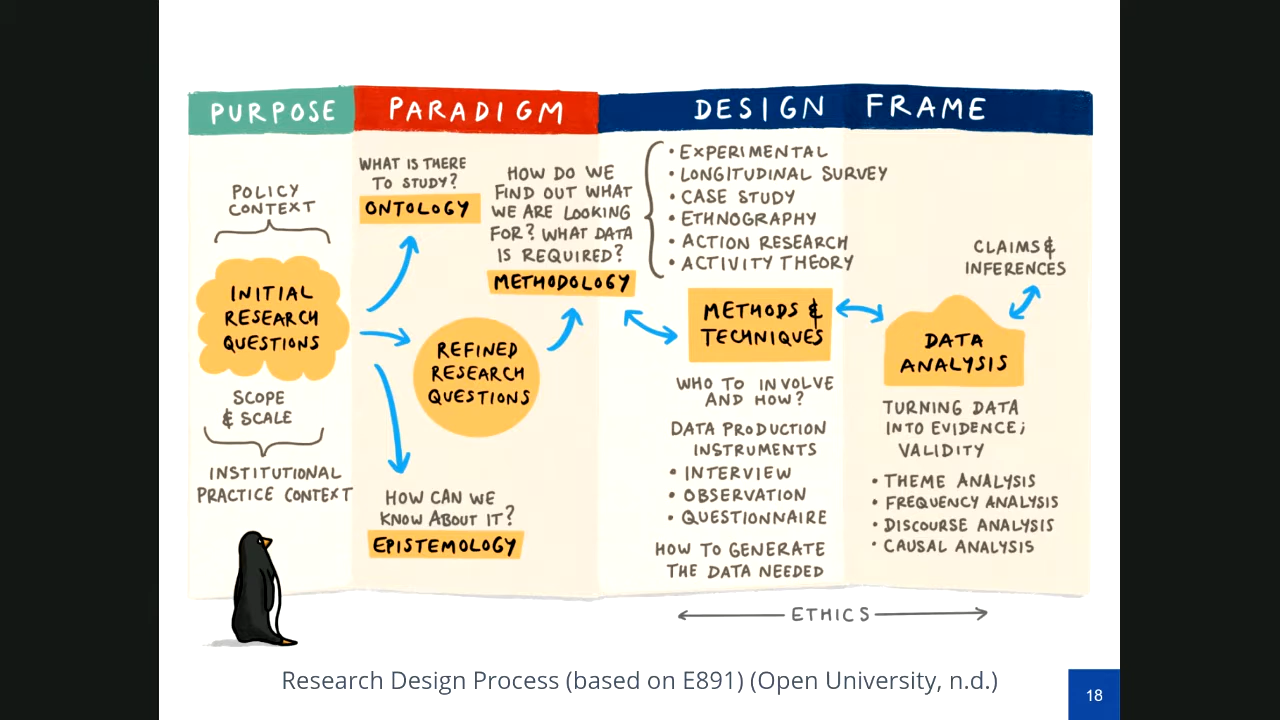 PURPOSE
POLICY
CONTEXT
INITIAL
RESEARCH
QUESTIONS
SCOPE
& SCALE
INSTITUTIONAL
PRACTICE CONTEXT
PARADIGM
WHAT IS THERE
TO STUDY?
ONTOLOGY
HOW DO WE
FIND OUT WHAT
WE ARE LOOKING
FOR? WHAT DATA
IS REQUIRED?
METHODOLOGY
REFINED
RESEARCH
QUESTIONS
HOW CAN WE
KNOW ABOUT IT?
EPISTEMOLOGY
DESIGN FRAME
• EXPERIMENTAL
• LONGITUDINAL SURVEY
• CASE STUDY
• ETHNOGRAPHY
• ACTION RESEARCH
• ACTIVITY THEORY
METHODS &
TECHNIQUES
WHO TO INVOLVE
AND HOW?
DATA PRODUCTION
INSTRUMENTS
• INTERVIEW
• OBSERVATION
• QUESTIONNAIRE
HOW TO GENERATE
THE DATA NEEDED
CLAIMS &
INFERENCES
DATA
ANALYSIS
TURNING DATA
INTO EVIDENCE;
VALIDITY
• THEME ANALYSIS
• FREQUENCY ANALYSIS
• DISCOURSE ANALYSIS
• CAUSAL ANALYSIS
ETHICS
Research Design Process (based on E891) (Open University, n.d.)
18